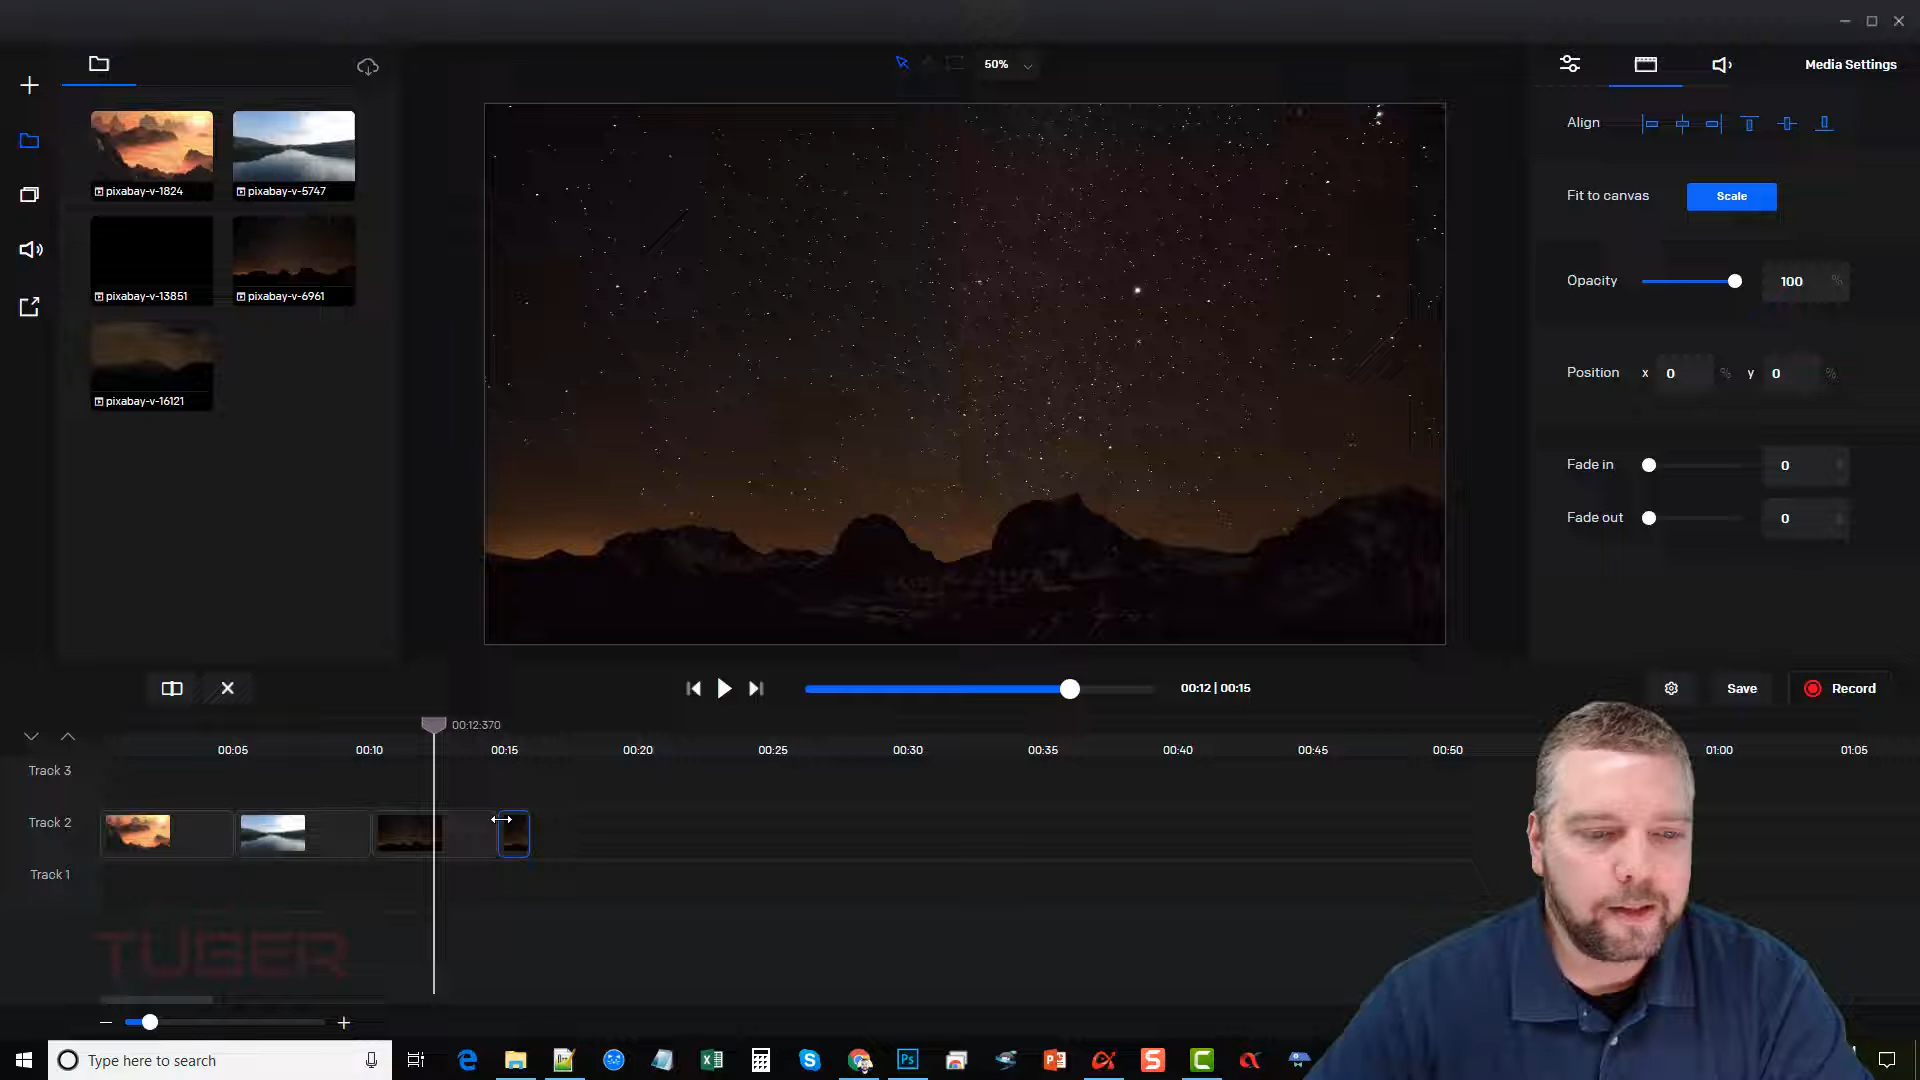 50%
Media Settings
Align
pixabay-v-1824
pixabay-v-5747
Fit to canvas
Scale
Opacity
100
%
pixabay-v-13851
pixabay-v-6961
Position
x
0
%
y
0
%
pixabay-v-16121
Fade in
0
Fade out
0
00:12 | 00:15
Save
Record
00:12:370
00:05
00:10
00:15
00:20
00:25
00:30
00:35
00:40
00:45
00:50
01:00
01:05
Track 3
Track 2
Track 1
TUBER
Type here to search